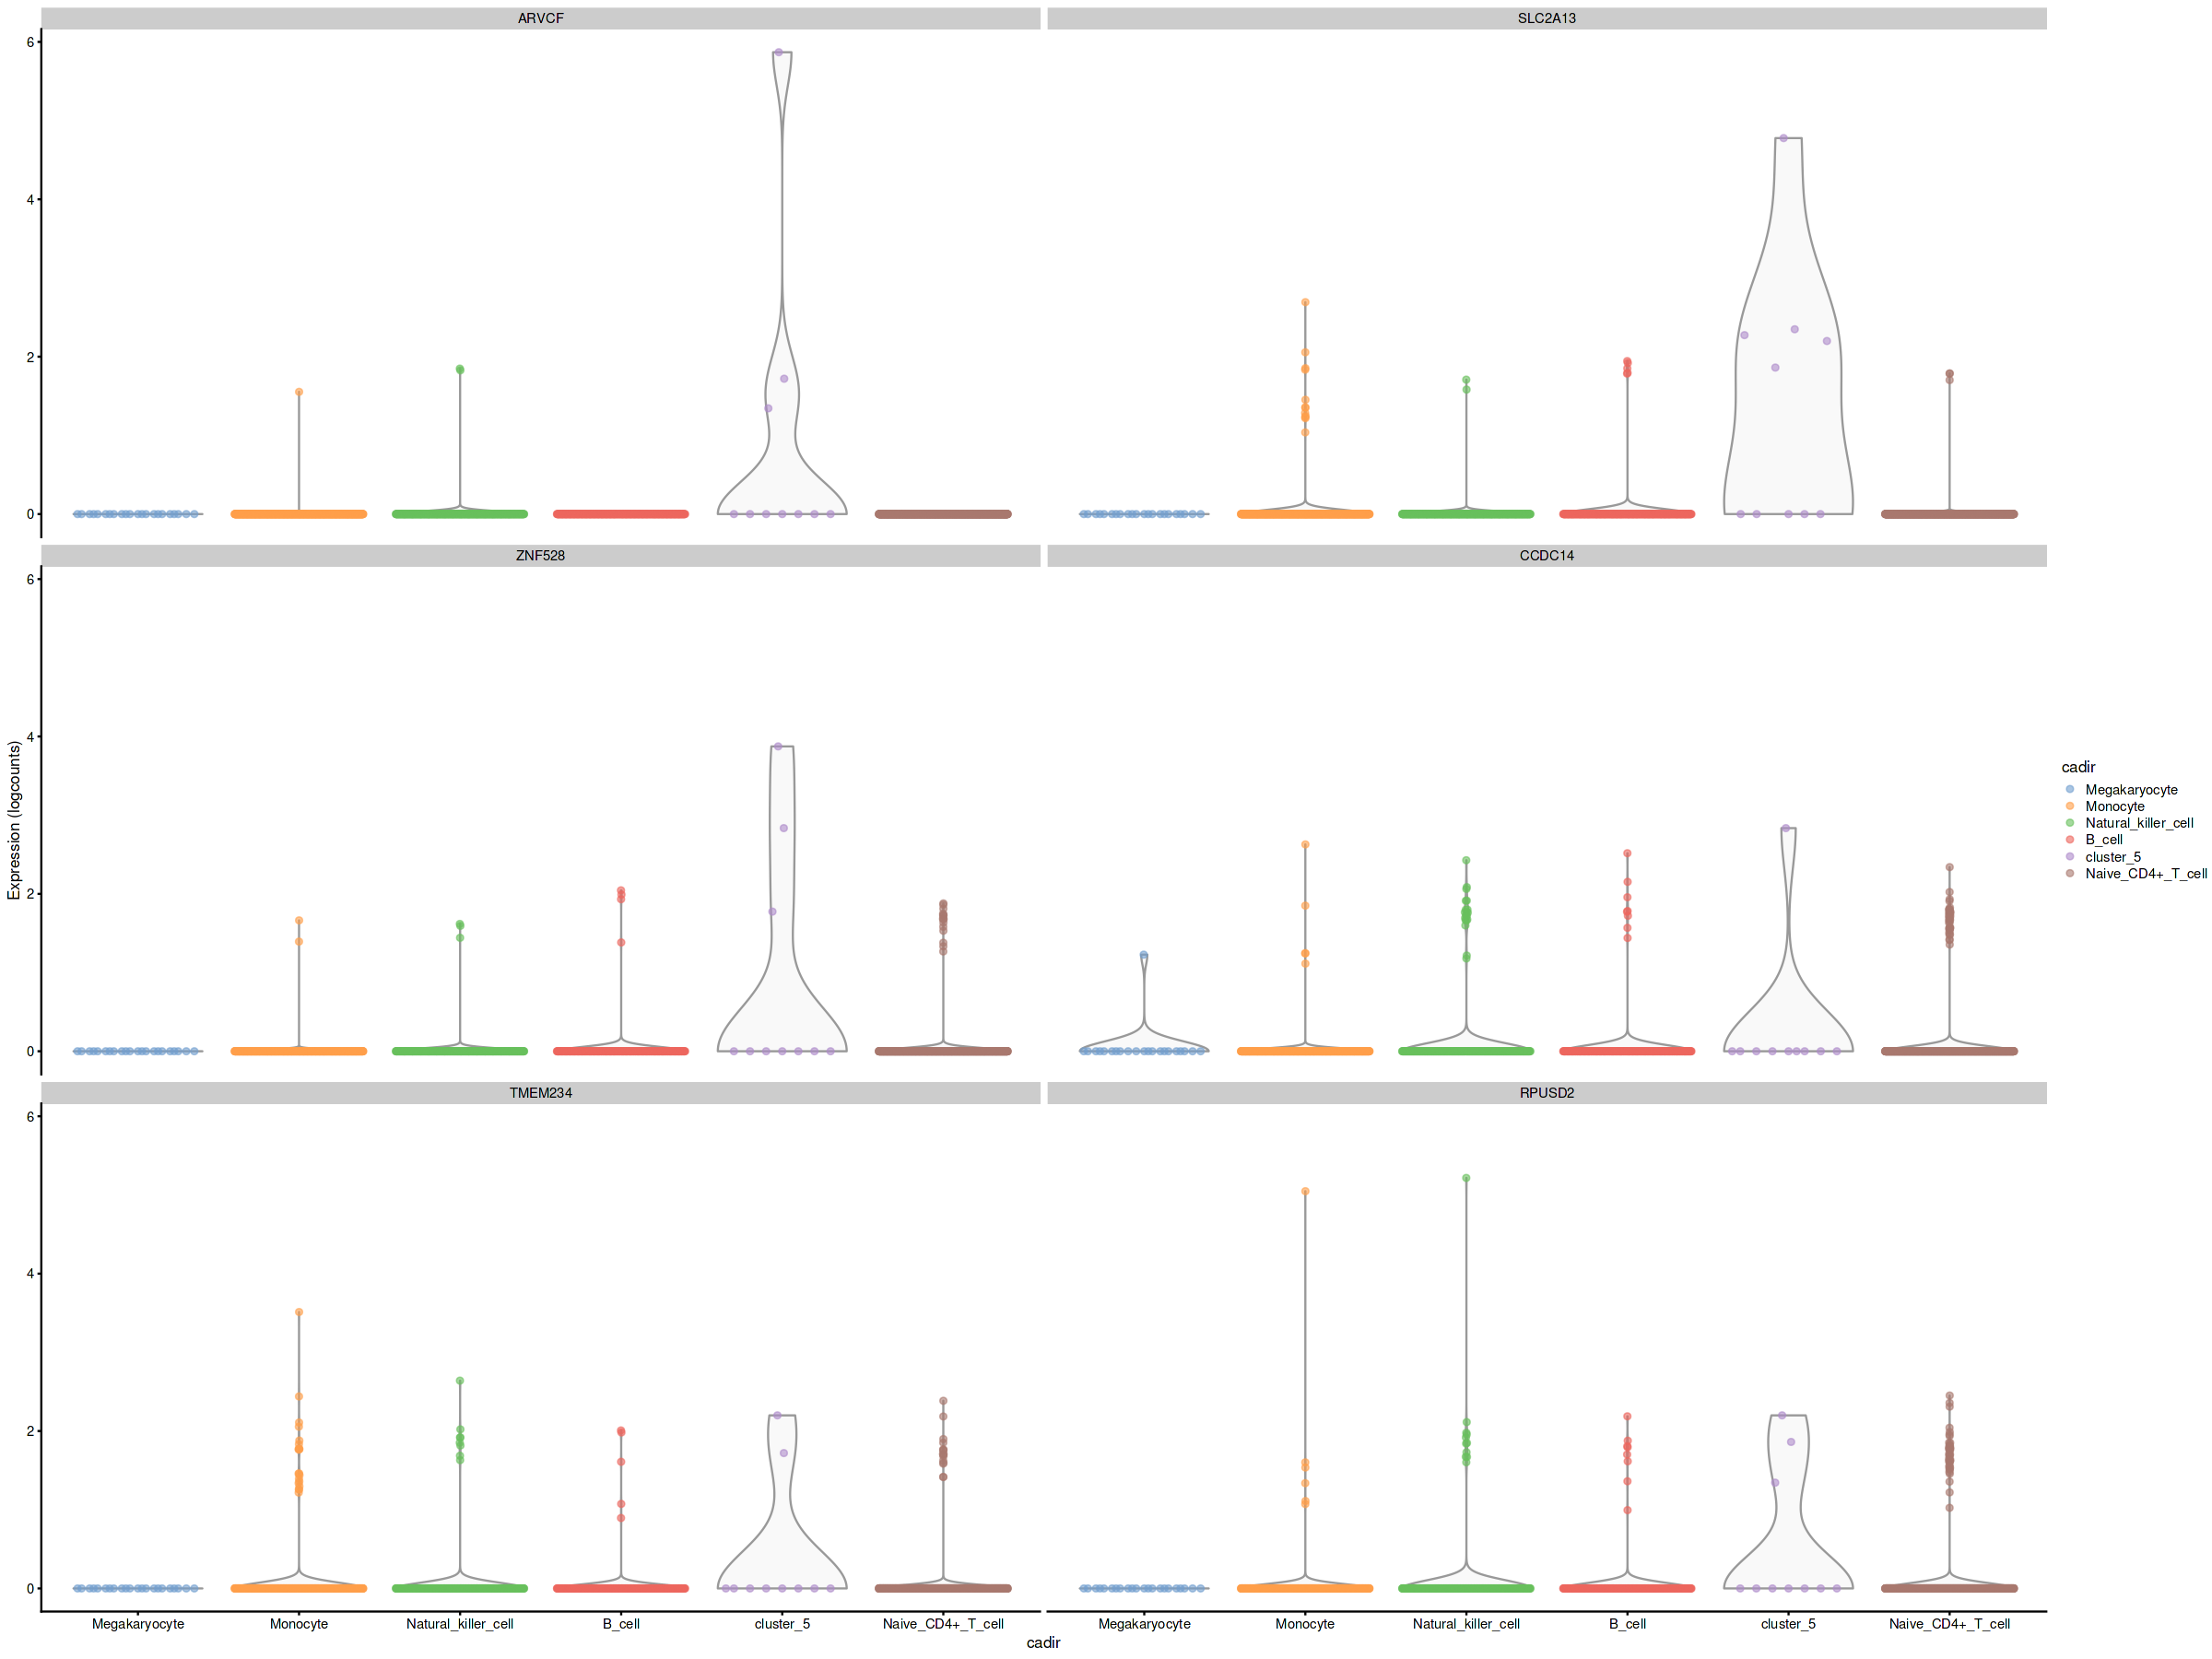 ARVCF
SLC2A13
6
4
2
0
ZNF528
CCDC14
6
4
2
0
TMEM234
RPUSD2
6
4
2
0
Expression (logcounts)
Megakaryocyte
Monocyte
Natural_killer_cell
B_cell
cluster_5
Naive_CD4+_T_cell
Megakaryocyte
Monocyte
Natural_killer_cell
B_cell
cluster_5
Naive_CD4+_T_cell
cadir
cadir
Megakaryocyte
Monocyte
Natural_killer_cell
B_cell
cluster_5
Naive_CD4+_T_cell